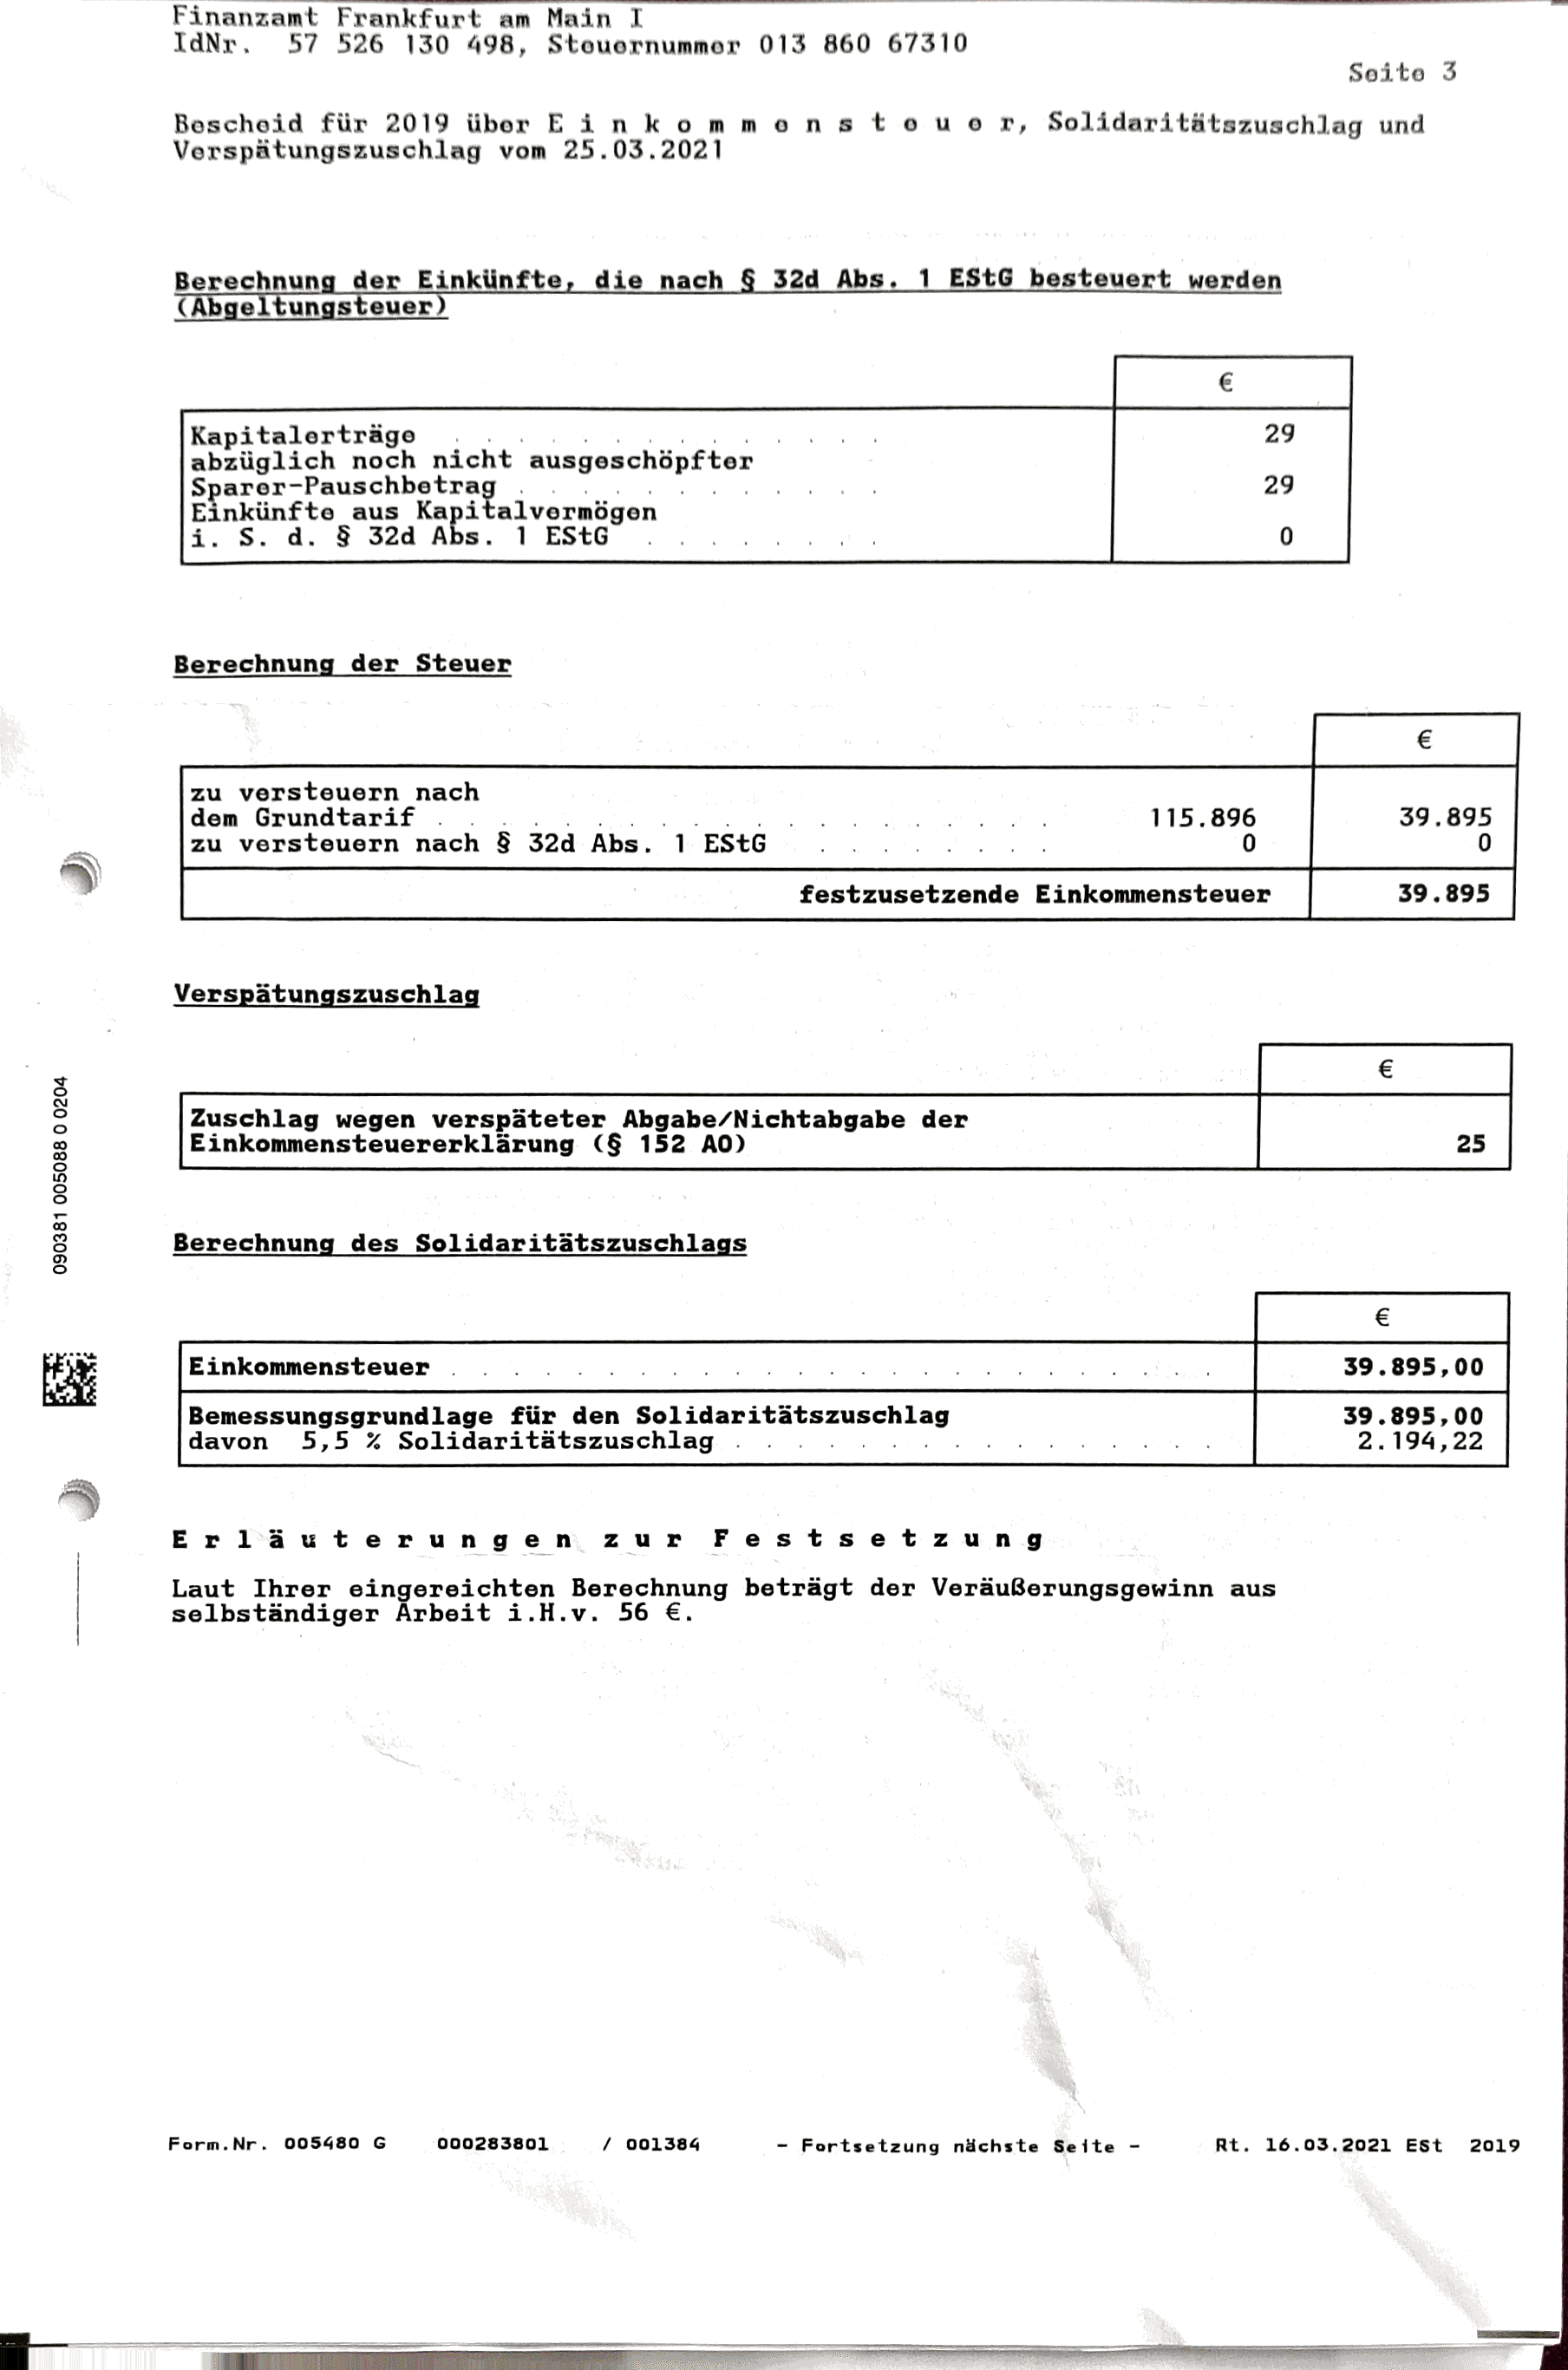 Finanzamt Frankfurt am Main I
IdNr. 57 526 130 498, Steuernummer 013 860 67310
Seite 3
Bescheid für 2019 über E i n k o m m e n s t e u e r, Solidaritätszuschlag und
Verspätungszuschlag vom 25.03.2021
Berechnung der Einkünfte, die nach § 32d Abs. 1 EStG besteuert werden
(Abgeltungsteuer)
€
Kapitalerträge . . . . . . . . . . . . . . 29
abzüglich noch nicht ausgeschöpfter
Sparer-Pauschbetrag . . . . . . . . . . . . 29
Einkünfte aus Kapitalvermögen
i. S. d. § 32d Abs. 1 EStG . . . . . . . . 0
Berechnung der Steuer
€
zu versteuern nach
dem Grundtarif . . . . . . . . . . . . . . . . . . . . 115.896 39.895
zu versteuern nach § 32d Abs. 1 EStG . . . . . . . . 0 0
festzusetzende Einkommensteuer 39.895
Verspätungszuschlag
€
Zuschlag wegen verspäteter Abgabe/Nichtabgabe der
Einkommensteuererklärung (§ 152 AO) 25
090381 005088 0 0204
Berechnung des Solidaritätszuschlags
€
Einkommensteuer . . . . . . . . . . . . . . . . . . . . . . . . . 39.895,00
Bemessungsgrundlage für den Solidaritätszuschlag 39.895,00
davon 5,5 % Solidaritätszuschlag . . . . . . . . . . . . . . . . 2.194,22
E r l ä u t e r u n g e n z u r F e s t s e t z u n g
Laut Ihrer eingereichten Berechnung beträgt der Veräußerungsgewinn aus
selbständiger Arbeit i.H.v. 56 €.
Form.Nr. 005480 G 000283801 / 001384 - Fortsetzung nächste Seite - Rt. 16.03.2021 ESt 2019